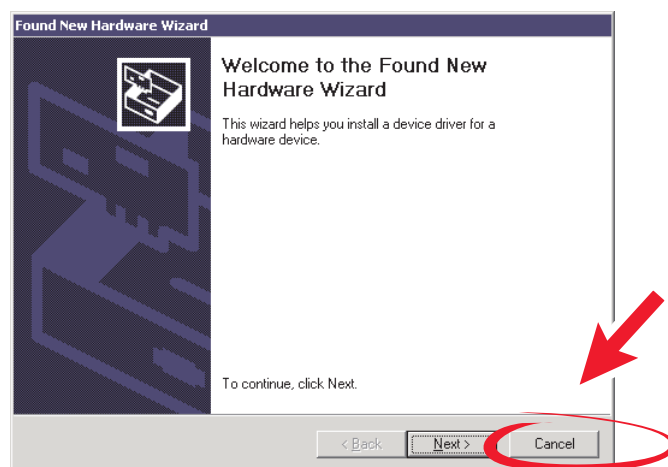 Found New Hardware Wizard
Welcome to the Found New
Hardware Wizard
This wizard helps you install a device driver for a
hardware device.
To continue, click Next.
< Back
Next >
Cancel